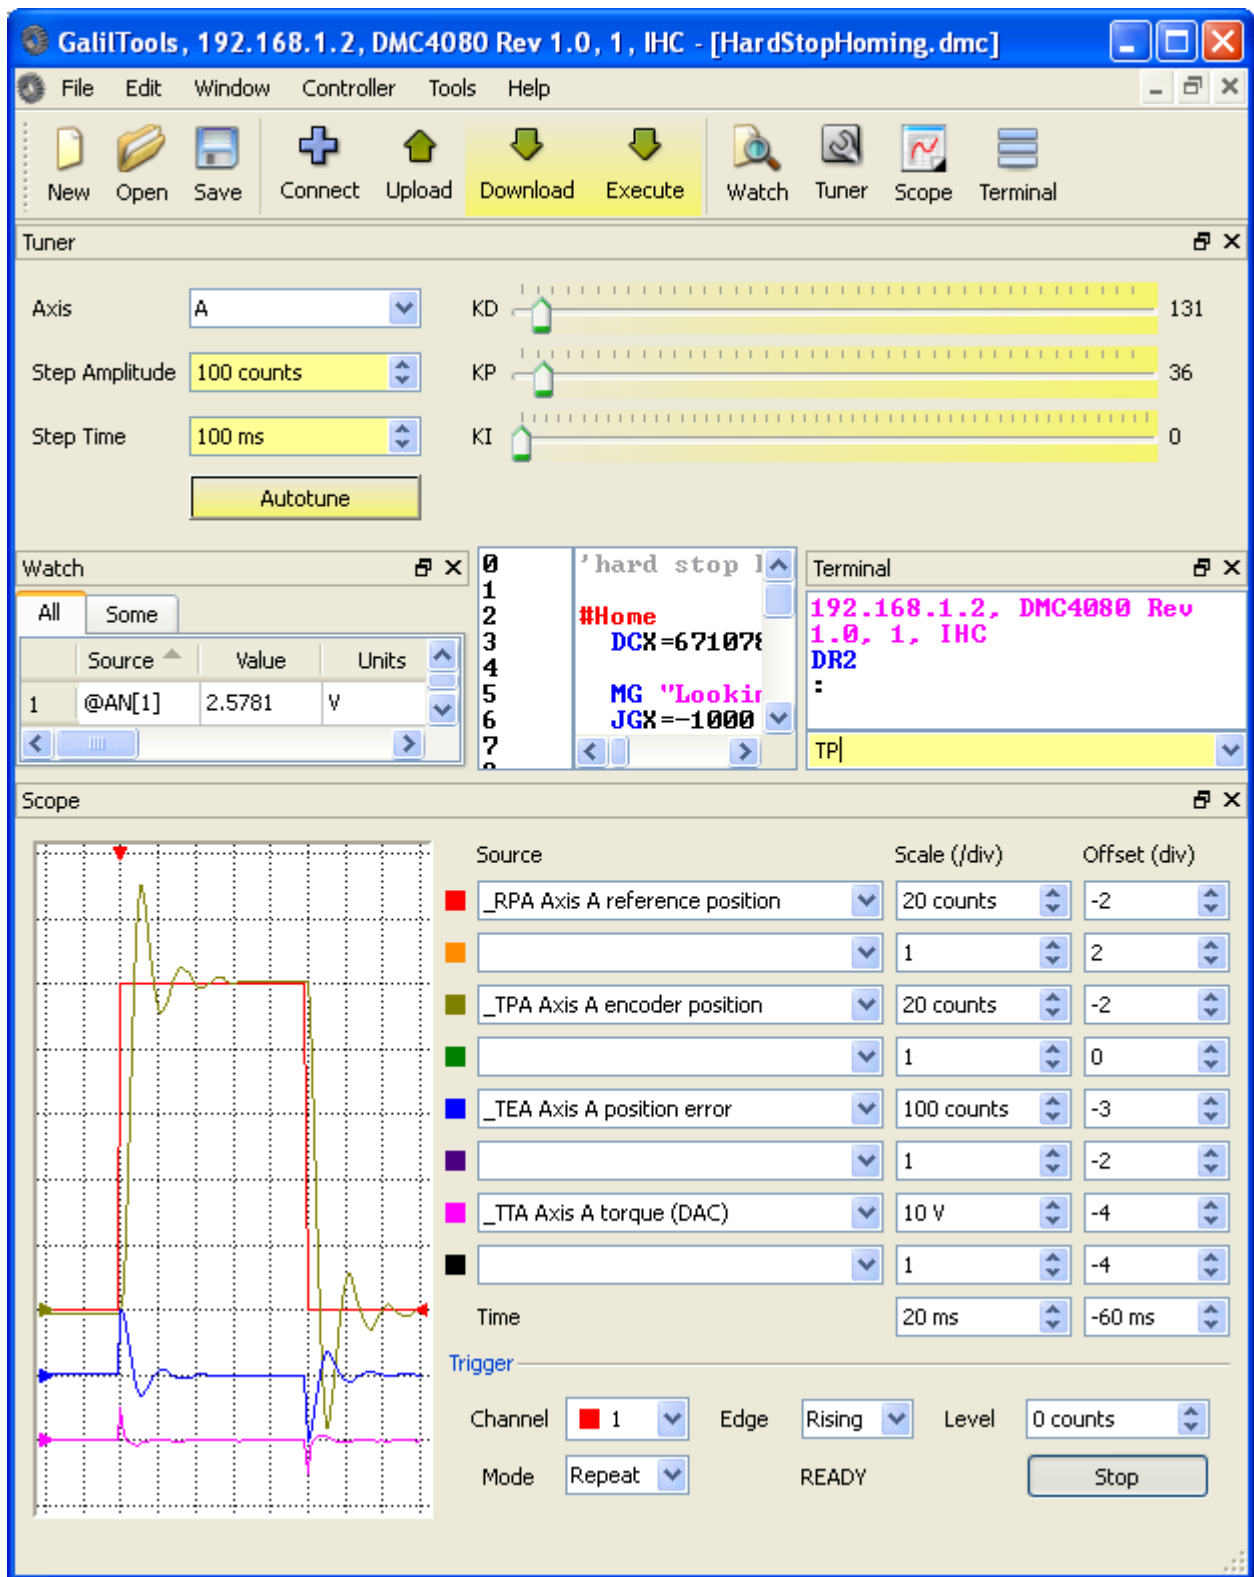 GalilTools, 192.168.1.2, DMC4080 Rev 1.0, 1, IHC - [HardStopHoming.dmc]
File Edit Window Controller Tools Help
New Open Save Connect Upload Download Execute Watch Tuner Scope Terminal
Tuner
Axis A KD 131
Step Amplitude 100 counts KP 36
Step Time 100 ms KI 0
Autotune
Watch
All Some
Source Value Units
1 @AN[1] 2.5781 V
0 'hard stop
1
2 #Home
3 DCX=671078
4
5 MG "Lookin
6 JGX=-1000
7
Terminal
192.168.1.2, DMC4080 Rev
1.0, 1, IHC
DR2
:
TP
Scope
Source Scale (/div) Offset (div)
_RPA Axis A reference position 20 counts -2
1 2
_TPA Axis A encoder position 20 counts -2
1 0
_TEA Axis A position error 100 counts -3
1 -2
_TTA Axis A torque (DAC) 10 V -4
1 -4
Time 20 ms -60 ms
Trigger
Channel 1 Edge Rising Level 0 counts
Mode Repeat READY Stop